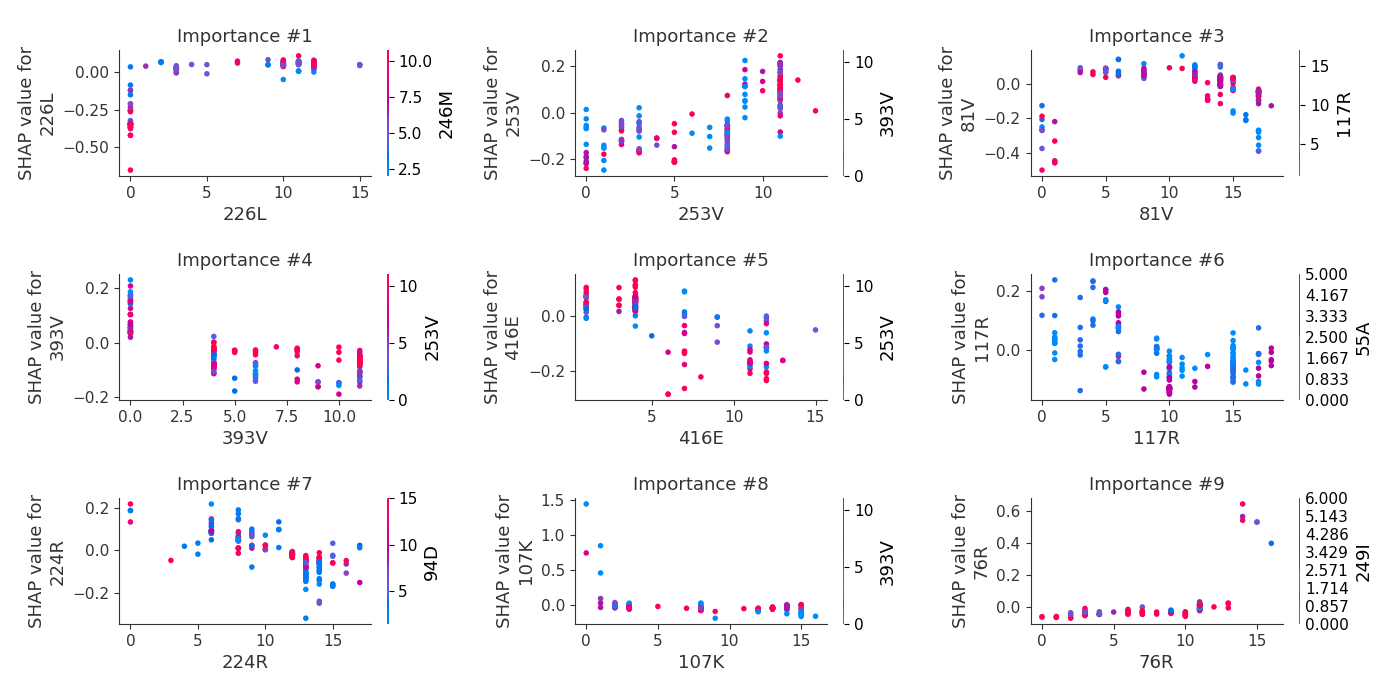 Importance #1
SHAP value for
226L
0.00
−0.25
−0.50
0
5
10
15
226L
10.0
7.5
5.0
2.5
246M
Importance #2
SHAP value for
253V
0.2
0.0
−0.2
0
5
10
253V
10
5
0
393V
Importance #3
SHAP value for
81V
0.0
−0.2
−0.4
0
5
10
15
81V
15
10
5
117R
Importance #4
SHAP value for
393V
0.2
0.0
−0.2
0.0
2.5
5.0
7.5
10.0
393V
10
5
0
253V
Importance #5
SHAP value for
416E
0.0
−0.2
5
10
15
416E
10
5
0
253V
Importance #6
SHAP value for
117R
0.2
0.0
0
5
10
15
117R
5.000
4.167
3.333
2.500
1.667
0.833
0.000
55A
Importance #7
SHAP value for
224R
0.2
0.0
−0.2
0
5
10
15
224R
15
10
5
94D
Importance #8
SHAP value for
107K
1.5
1.0
0.5
0.0
0
5
10
15
107K
10
5
0
393V
Importance #9
SHAP value for
76R
0.6
0.4
0.2
0.0
0
5
10
15
76R
6.000
5.143
4.286
3.429
2.571
1.714
0.857
0.000
249I